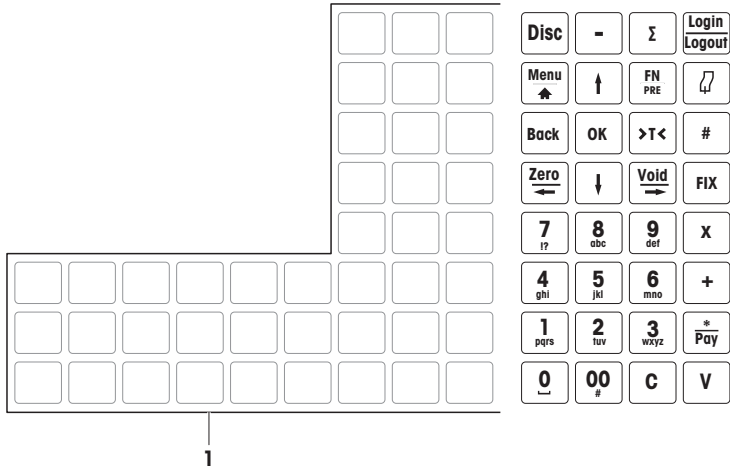 Disc - Σ Login
Logout
Menu ↑ FN
PRE
Back OK >T< #
Zero ↓ Void FIX
← →
7 8 9 x
!? abc def
4 5 6 +
ghi jkl mno
1 2 3 *
pqrs tuv wxyz Pay
0 00 C V
⎵ #
1